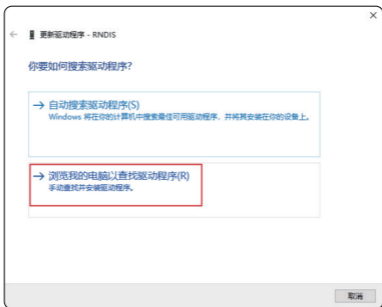 更新驱动程序 - RNDIS
你要如何搜索驱动程序?
自动搜索驱动程序(S)
Windows 将在你的计算机中搜索最佳可用驱动程序，并将其安装在你的设备上。
浏览我的电脑以查找驱动程序(R)
手动查找并安装驱动程序。
取消